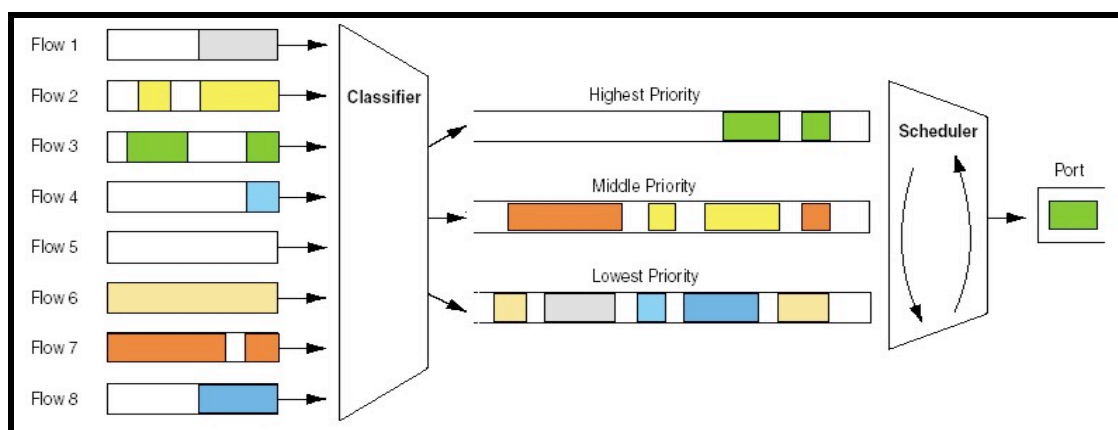 Flow 1
Flow 2
Flow 3
Flow 4
Flow 5
Flow 6
Flow 7
Flow 8
Classifier
Highest Priority
Middle Priority
Lowest Priority
Scheduler
Port